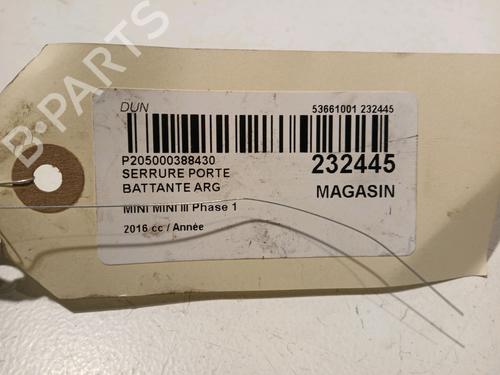 DUN
53661001 232445
P205000388430
SERRURE PORTE
BATTANTE ARG
232445
MAGASIN
MINI MINI III Phase 1
2016 cc / Année
B-PARTS